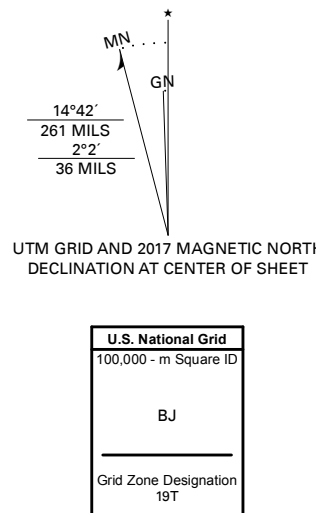 ★
MN
GN
14°42´
261 MILS
2°2´
36 MILS
UTM GRID AND 2017 MAGNETIC NORTH
DECLINATION AT CENTER OF SHEET
U.S. National Grid
100,000 - m Square ID
BJ
Grid Zone Designation
19T